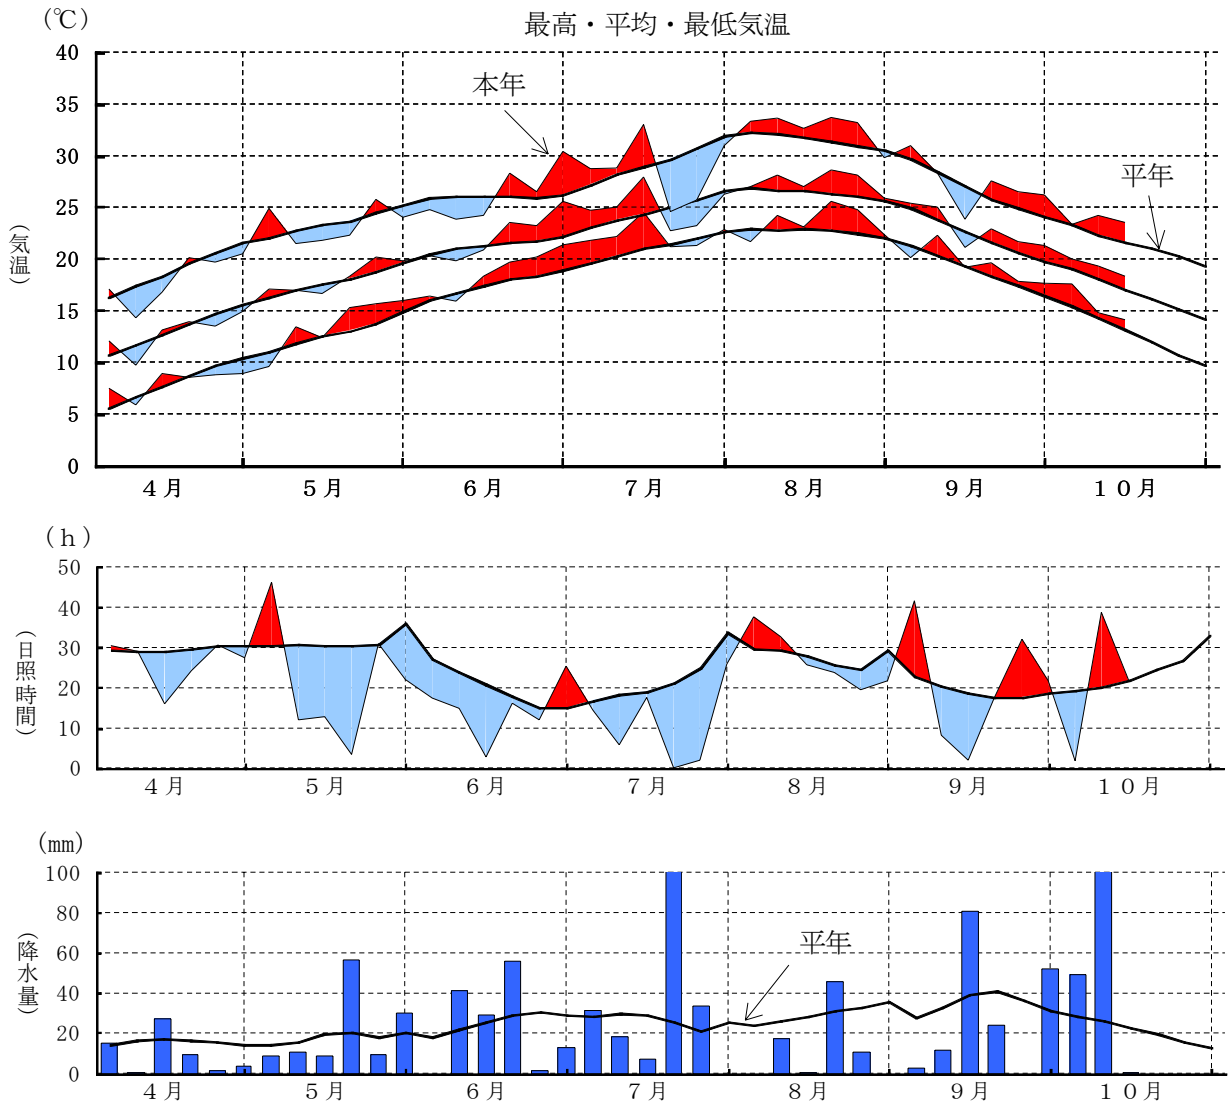 (℃)
最高・平均・最低気温
40
35
30
25
20
15
10
5
0
(気温)
本年
平年
４月 ５月 ６月 ７月 ８月 ９月 １０月
(ｈ)
50
40
30
20
10
0
(日照時間)
４月 ５月 ６月 ７月 ８月 ９月 １０月
(㎜)
100
80
60
40
20
0
(降水量)
平年
４月 ５月 ６月 ７月 ８月 ９月 １０月